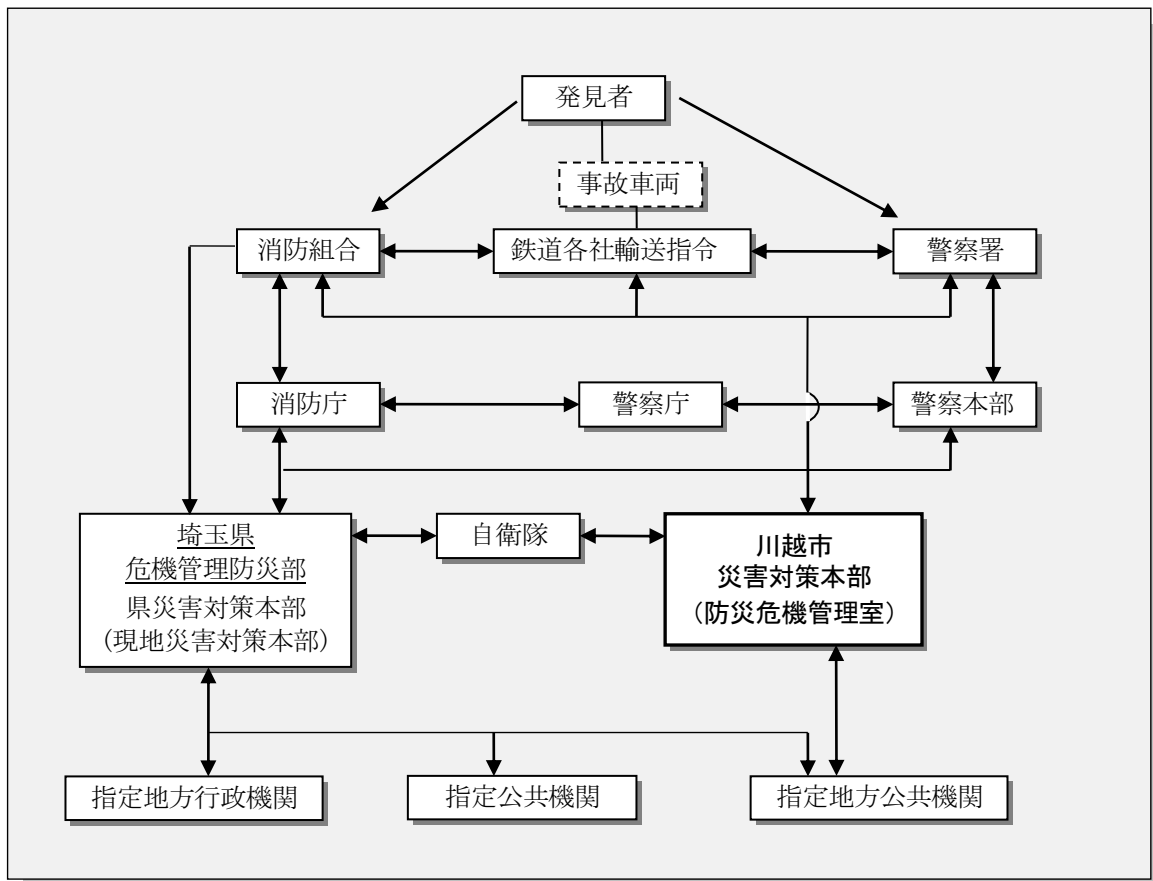 発見者
事故車両
消防組合
鉄道各社輸送指令
警察署
消防庁
警察庁
警察本部
埼玉県
危機管理防災部
県災害対策本部
(現地災害対策本部)
自衛隊
川越市
災害対策本部
(防災危機管理室)
指定地方行政機関
指定公共機関
指定地方公共機関